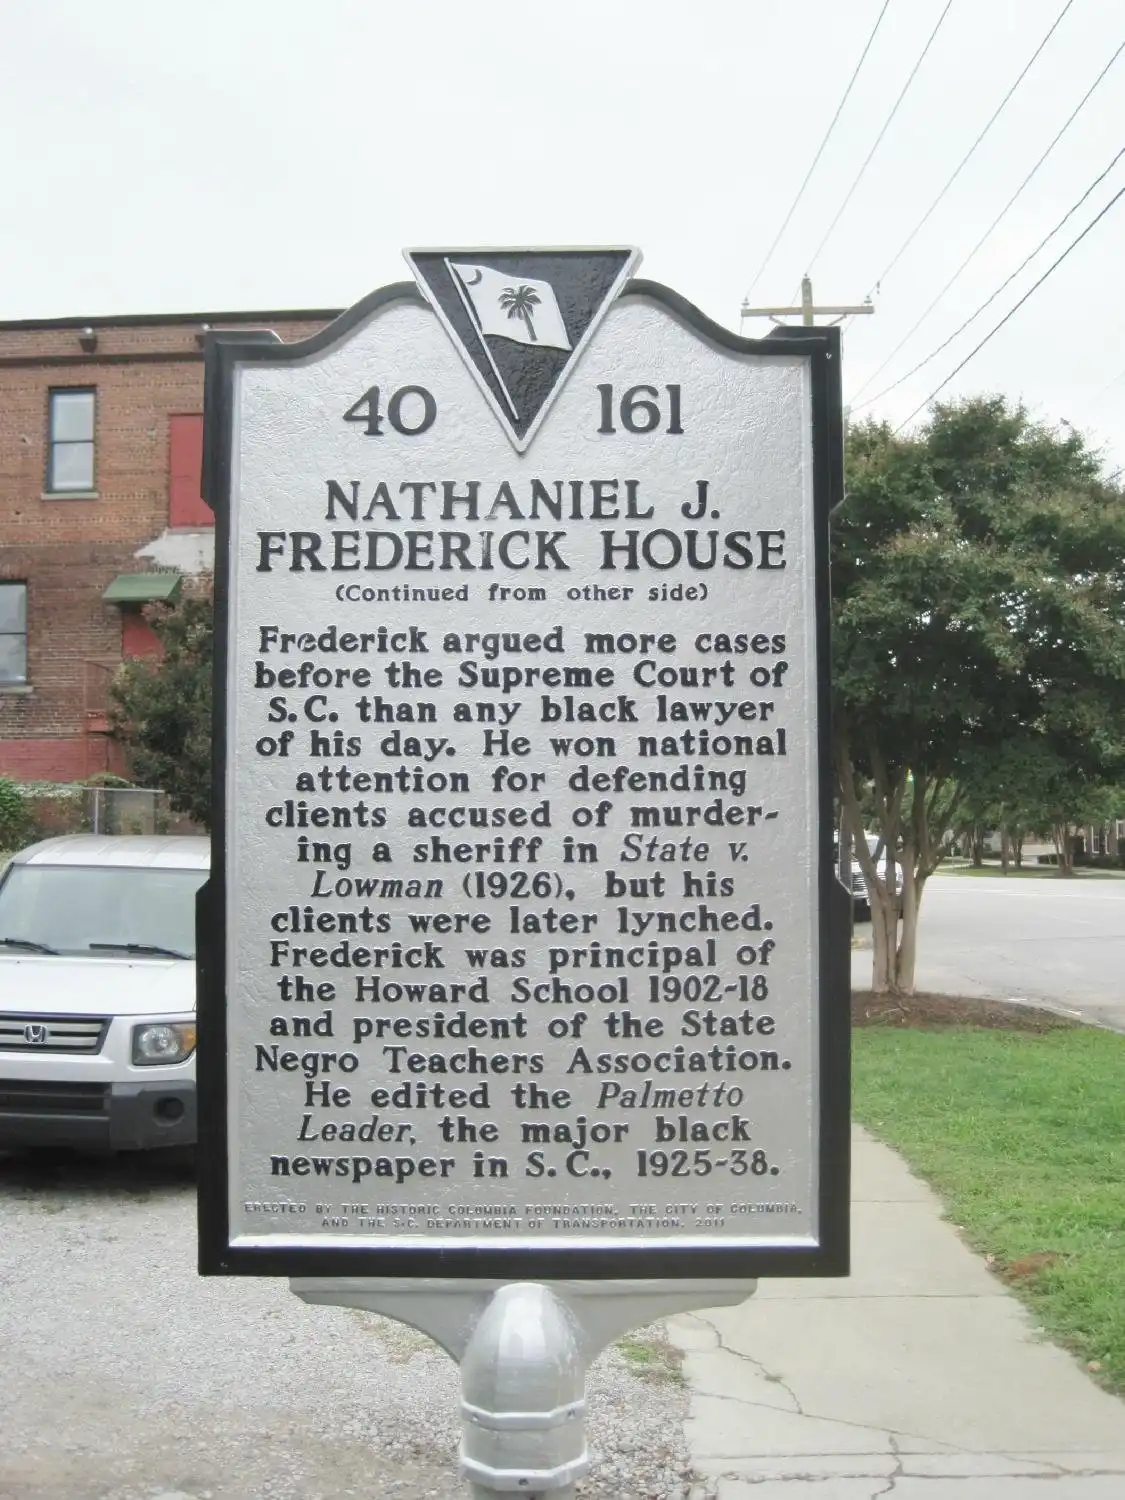 40 161
NATHANIEL J.
FREDERICK HOUSE
(Continued from other side)
Frederick argued more cases
before the Supreme Court of
S.C. than any black lawyer
of his day. He won national
attention for defending
clients accused of murder-
ing a sheriff in State v.
Lowman (1926), but his
clients were later lynched.
Frederick was principal of
the Howard School 1902-18
and president of the State
Negro Teachers Association.
He edited the Palmetto
Leader, the major black
newspaper in S.C., 1925-38.
ERECTED BY THE HISTORIC COLUMBIA FOUNDATION, THE CITY OF COLUMBIA,
AND THE S.C. DEPARTMENT OF TRANSPORTATION, 2011